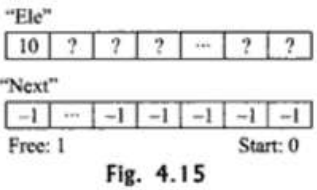 “Ele”
10 ? ? ? ... ? ?
“Next”
–1 ... –1 –1 –1 –1 –1
Free: 1 Start: 0
Fig. 4.15